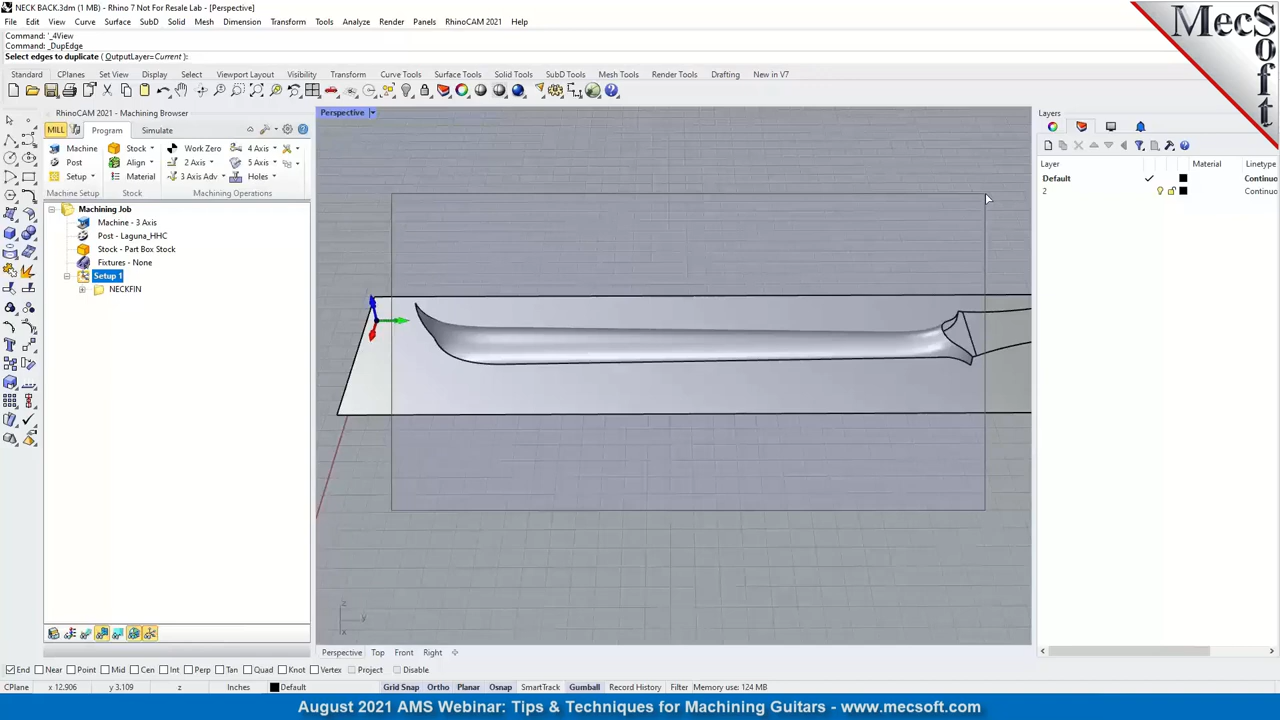 NECK BACK.3dm (1 MB) - Rhino 7 Not For Resale Lab - [Perspective]
File Edit View Curve Surface SubD Solid Mesh Dimension Transform Tools Analyze Render Panels RhinoCAM 2021 Help
Command: '_4View
Command: _DupEdge
Select edges to duplicate ( OutputLayer=Current ):
Standard CPlanes Set View Display Select Viewport Layout Visibility Transform Curve Tools Surface Tools Solid Tools SubD Tools Mesh Tools Render Tools Drafting New in V7
RhinoCAM 2021 - Machining Browser
MILL Program Simulate
Machine Stock Work Zero 4 Axis
Post Align 2 Axis 5 Axis
Setup Material 3 Axis Adv Holes
Machine Setup Stock Machining Operations
Machining Job
Machine - 3 Axis
Post - Laguna_HHC
Stock - Part Box Stock
Fixtures - None
Setup 1
NECKFIN
Perspective
z
y
x
Perspective Top Front Right
Layers
Layer Material Linetype
Default Continuo
2 Continuo
End Near Point Mid Cen Int Perp Tan Quad Knot Vertex Project Disable
CPlane x 12.906 y 3.109 z Inches Default Grid Snap Ortho Planar Osnap SmartTrack Gumball Record History Filter Memory use: 124 MB
MecSoft
August 2021 AMS Webinar: Tips & Techniques for Machining Guitars - www.mecsoft.com